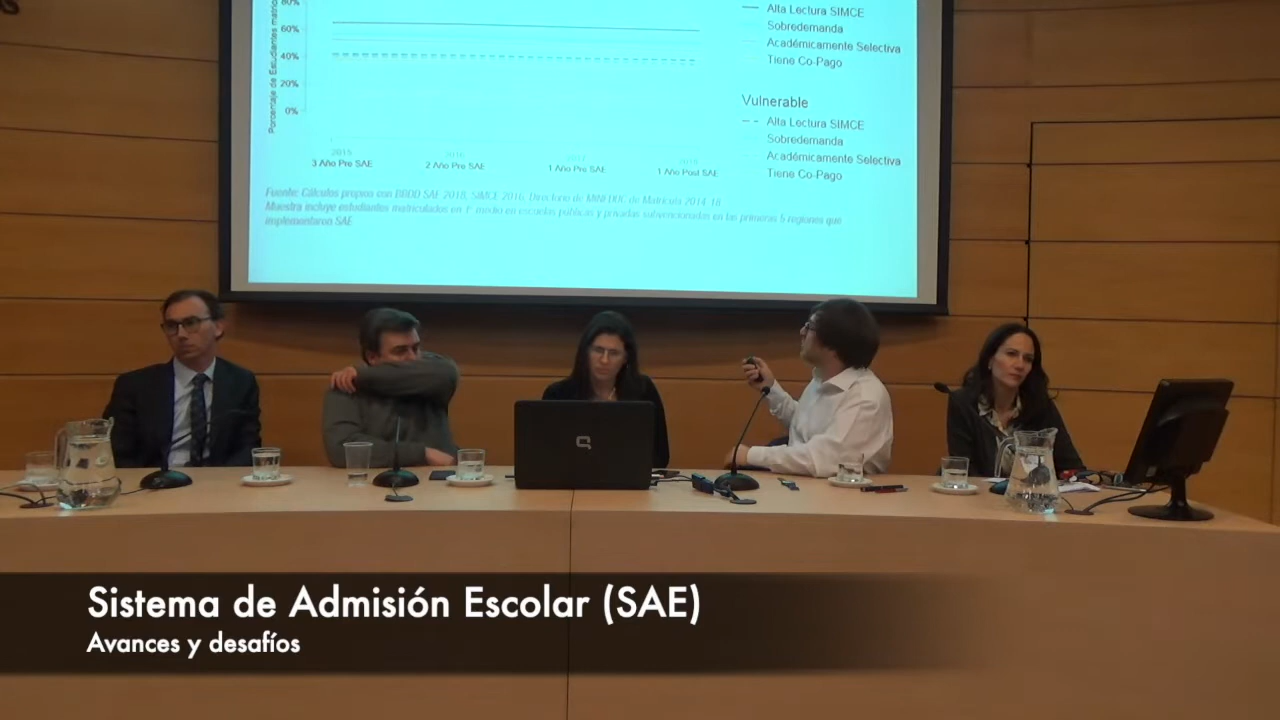 80%
60%
40%
20%
0%
Porcentaje de Estudiantes
2015
3 Año Pre SAE
2016
2 Año Pre SAE
2017
1 Año Pre SAE
2018
1 Año Post SAE
Alta Lectura SIMCE
Sobredemanda
Académicamente Selectiva
Tiene Co-Pago
Vulnerable
Alta Lectura SIMCE
Sobredemanda
Académicamente Selectiva
Tiene Co-Pago
Fuente: Cálculos propios con BBDD SAE 2018, SIMCE 2016, Directorio de MINEDUC de Matrícula 2014-18
Muestra incluye estudiantes matriculados en 1° medio en escuelas públicas y privadas subvencionadas en las primeras 5 regiones que
implementaron SAE
Sistema de Admisión Escolar (SAE)
Avances y desafíos